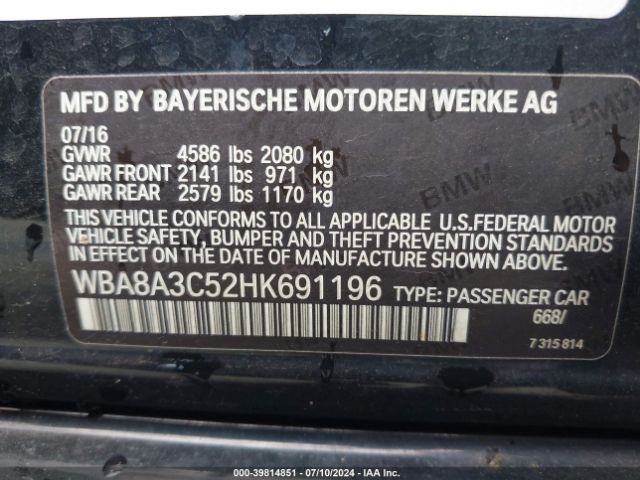 MFD BY BAYERISCHE MOTOREN WERKE AG
07/16
GVWR 4586 lbs 2080 kg
GAWR FRONT 2141 lbs 971 kg
GAWR REAR 2579 lbs 1170 kg
THIS VEHICLE CONFORMS TO ALL APPLICABLE U.S.FEDERAL MOTOR
VEHICLE SAFETY, BUMPER AND THEFT PREVENTION STANDARDS
IN EFFECT ON THE DATE OF MANUFACTURE SHOWN ABOVE.
WBA8A3C52HK691196 TYPE: PASSENGER CAR
668/
7 315 814
000-39814851 / 07/10/2024 / IAAI.COM